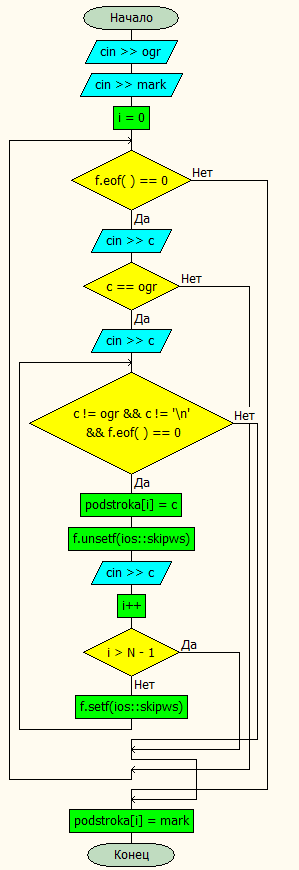 Начало
cin >> ogr
cin >> mark
i = 0
f.eof( ) == 0
Нет
Да
cin >> c
c == ogr
Нет
Да
cin >> c
c != ogr && c != '\n'
&& f.eof( ) == 0
Нет
Да
podstroka[i] = c
f.unsetf(ios::skipws)
cin >> c
i++
i > N - 1
Да
Нет
f.setf(ios::skipws)
podstroka[i] = mark
Конец